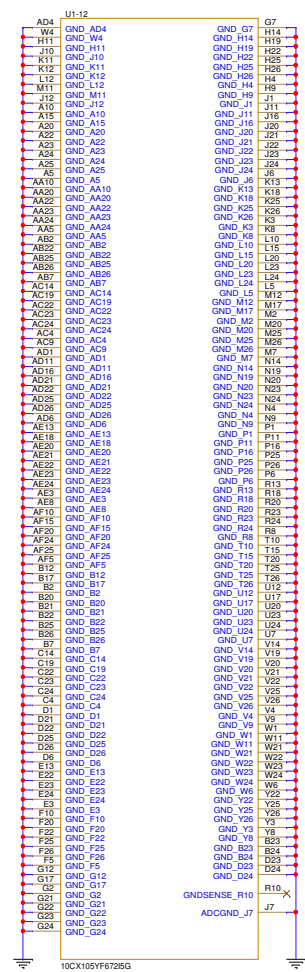 U1-12
AD4 GND_AD4 GND_G7 G7
W4 GND_W4 GND_H14 H14
H11 GND_H11 GND_H19 H19
J10 GND_J10 GND_H22 H22
K11 GND_K11 GND_H25 H25
K12 GND_K12 GND_H26 H26
L12 GND_L12 GND_H4 H4
M11 GND_M11 GND_H9 H9
J12 GND_J12 GND_J1 J1
A10 GND_A10 GND_J11 J11
A15 GND_A15 GND_J16 J16
A20 GND_A20 GND_J20 J20
A22 GND_A22 GND_J21 J21
A23 GND_A23 GND_J22 J22
A24 GND_A24 GND_J23 J23
A25 GND_A25 GND_J24 J24
A5 GND_A5 GND_J6 J6
AA10 GND_AA10 GND_K13 K13
AA20 GND_AA20 GND_K18 K18
AA22 GND_AA22 GND_K25 K25
AA23 GND_AA23 GND_K26 K26
AA24 GND_AA24 GND_K3 K3
AA5 GND_AA5 GND_K8 K8
AB2 GND_AB2 GND_L10 L10
AB22 GND_AB22 GND_L15 L15
AB25 GND_AB25 GND_L20 L20
AB26 GND_AB26 GND_L23 L23
AB7 GND_AB7 GND_L24 L24
AC14 GND_AC14 GND_L5 L5
AC19 GND_AC19 GND_M12 M12
AC22 GND_AC22 GND_M17 M17
AC23 GND_AC23 GND_M2 M2
AC24 GND_AC24 GND_M20 M20
AC4 GND_AC4 GND_M25 M25
AC9 GND_AC9 GND_M26 M26
AD1 GND_AD1 GND_M7 M7
AD11 GND_AD11 GND_N14 N14
AD16 GND_AD16 GND_N19 N19
AD21 GND_AD21 GND_N20 N20
AD22 GND_AD22 GND_N23 N23
AD25 GND_AD25 GND_N24 N24
AD26 GND_AD26 GND_N4 N4
AD6 GND_AD6 GND_N9 N9
AE13 GND_AE13 GND_P1 P1
AE18 GND_AE18 GND_P11 P11
AE20 GND_AE20 GND_P16 P16
AE21 GND_AE21 GND_P25 P25
AE22 GND_AE22 GND_P26 P26
AE23 GND_AE23 GND_P6 P6
AE24 GND_AE24 GND_R13 R13
AE3 GND_AE3 GND_R18 R18
AE8 GND_AE8 GND_R20 R20
AF10 GND_AF10 GND_R23 R23
AF15 GND_AF15 GND_R24 R24
AF20 GND_AF20 GND_R8 R8
AF24 GND_AF24 GND_T10 T10
AF25 GND_AF25 GND_T15 T15
AF5 GND_AF5 GND_T20 T20
B12 GND_B12 GND_T25 T25
B17 GND_B17 GND_T26 T26
B2 GND_B2 GND_U12 U12
B20 GND_B20 GND_U17 U17
B21 GND_B21 GND_U20 U20
B22 GND_B22 GND_U23 U23
B25 GND_B25 GND_U24 U24
B26 GND_B26 GND_U7 U7
B7 GND_B7 GND_V14 V14
C14 GND_C14 GND_V19 V19
C19 GND_C19 GND_V20 V20
C22 GND_C22 GND_V21 V21
C23 GND_C23 GND_V22 V22
C24 GND_C24 GND_V25 V25
C4 GND_C4 GND_V26 V26
D1 GND_D1 GND_V4 V4
D21 GND_D21 GND_V9 V9
D22 GND_D22 GND_W1 W1
D25 GND_D25 GND_W11 W11
D26 GND_D26 GND_W21 W21
D6 GND_D6 GND_W22 W22
E13 GND_E13 GND_W23 W23
E22 GND_E22 GND_W24 W24
E23 GND_E23 GND_W6 W6
E24 GND_E24 GND_Y22 Y22
E3 GND_E3 GND_Y25 Y25
F10 GND_F10 GND_Y26 Y26
F20 GND_F20 GND_Y3 Y3
F22 GND_F22 GND_Y8 Y8
F25 GND_F25 GND_B23 B23
F26 GND_F26 GND_B24 B24
F5 GND_F5 GND_D23 D23
G12 GND_G12 GND_D24 D24
G17 GND_G17
G2 GND_G2 GNDSENSE_R10 R10
G21 GND_G21
G22 GND_G22 ADCGND_J7 J7
G23 GND_G23
G24 GND_G24
10CX105YF672I5G